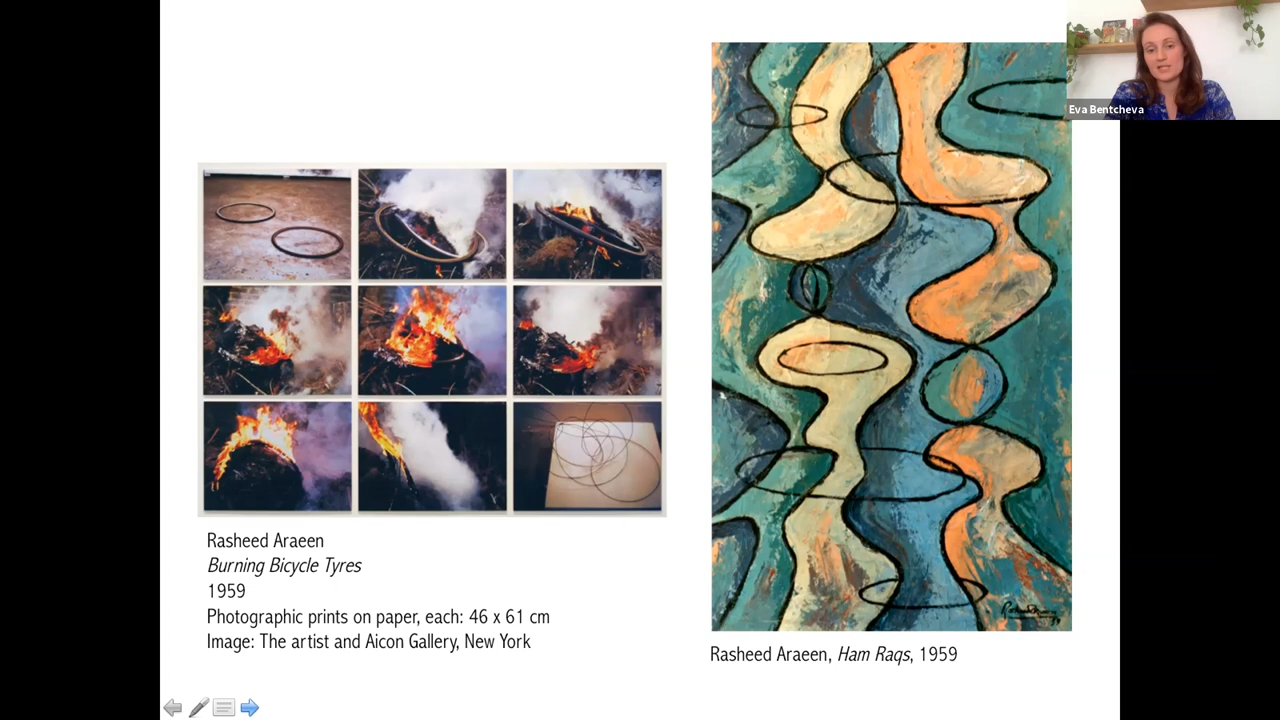 Eva Bentcheva
Rasheed Araeen
Burning Bicycle Tyres
1959
Photographic prints on paper, each: 46 x 61 cm
Image: The artist and Aicon Gallery, New York
Rasheed Araeen, Ham Raqs, 1959